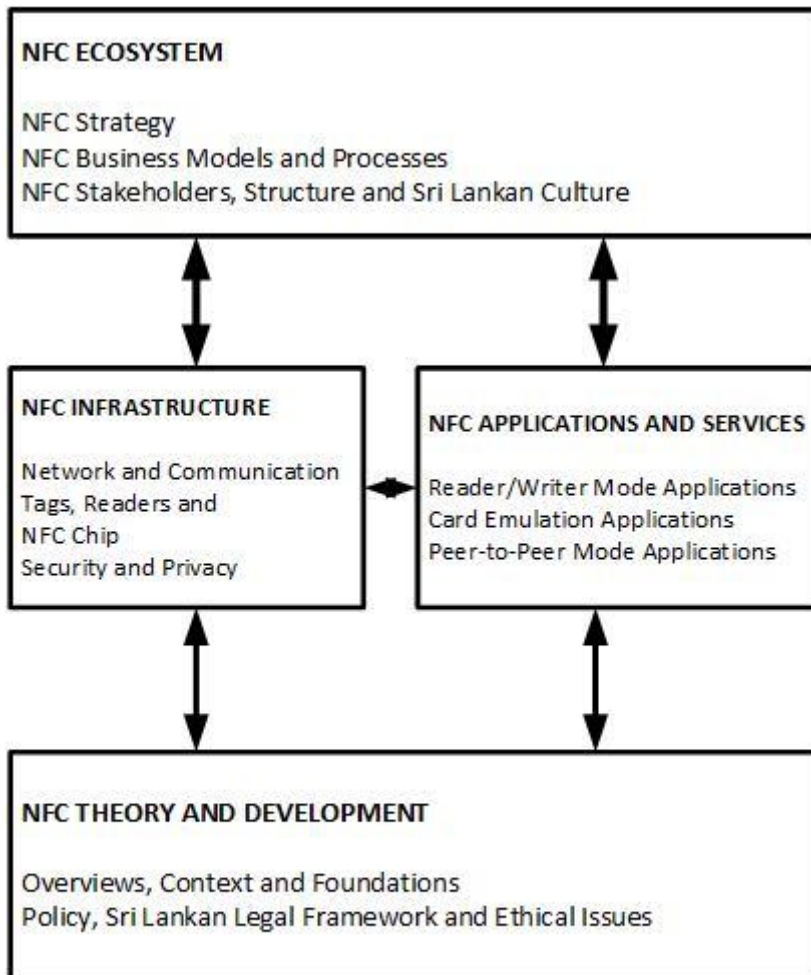 NFC ECOSYSTEM
NFC Strategy
NFC Business Models and Processes
NFC Stakeholders, Structure and Sri Lankan Culture
NFC INFRASTRUCTURE
Network and Communication
Tags, Readers and
NFC Chip
Security and Privacy
NFC APPLICATIONS AND SERVICES
Reader/Writer Mode Applications
Card Emulation Applications
Peer-to-Peer Mode Applications
NFC THEORY AND DEVELOPMENT
Overviews, Context and Foundations
Policy, Sri Lankan Legal Framework and Ethical Issues